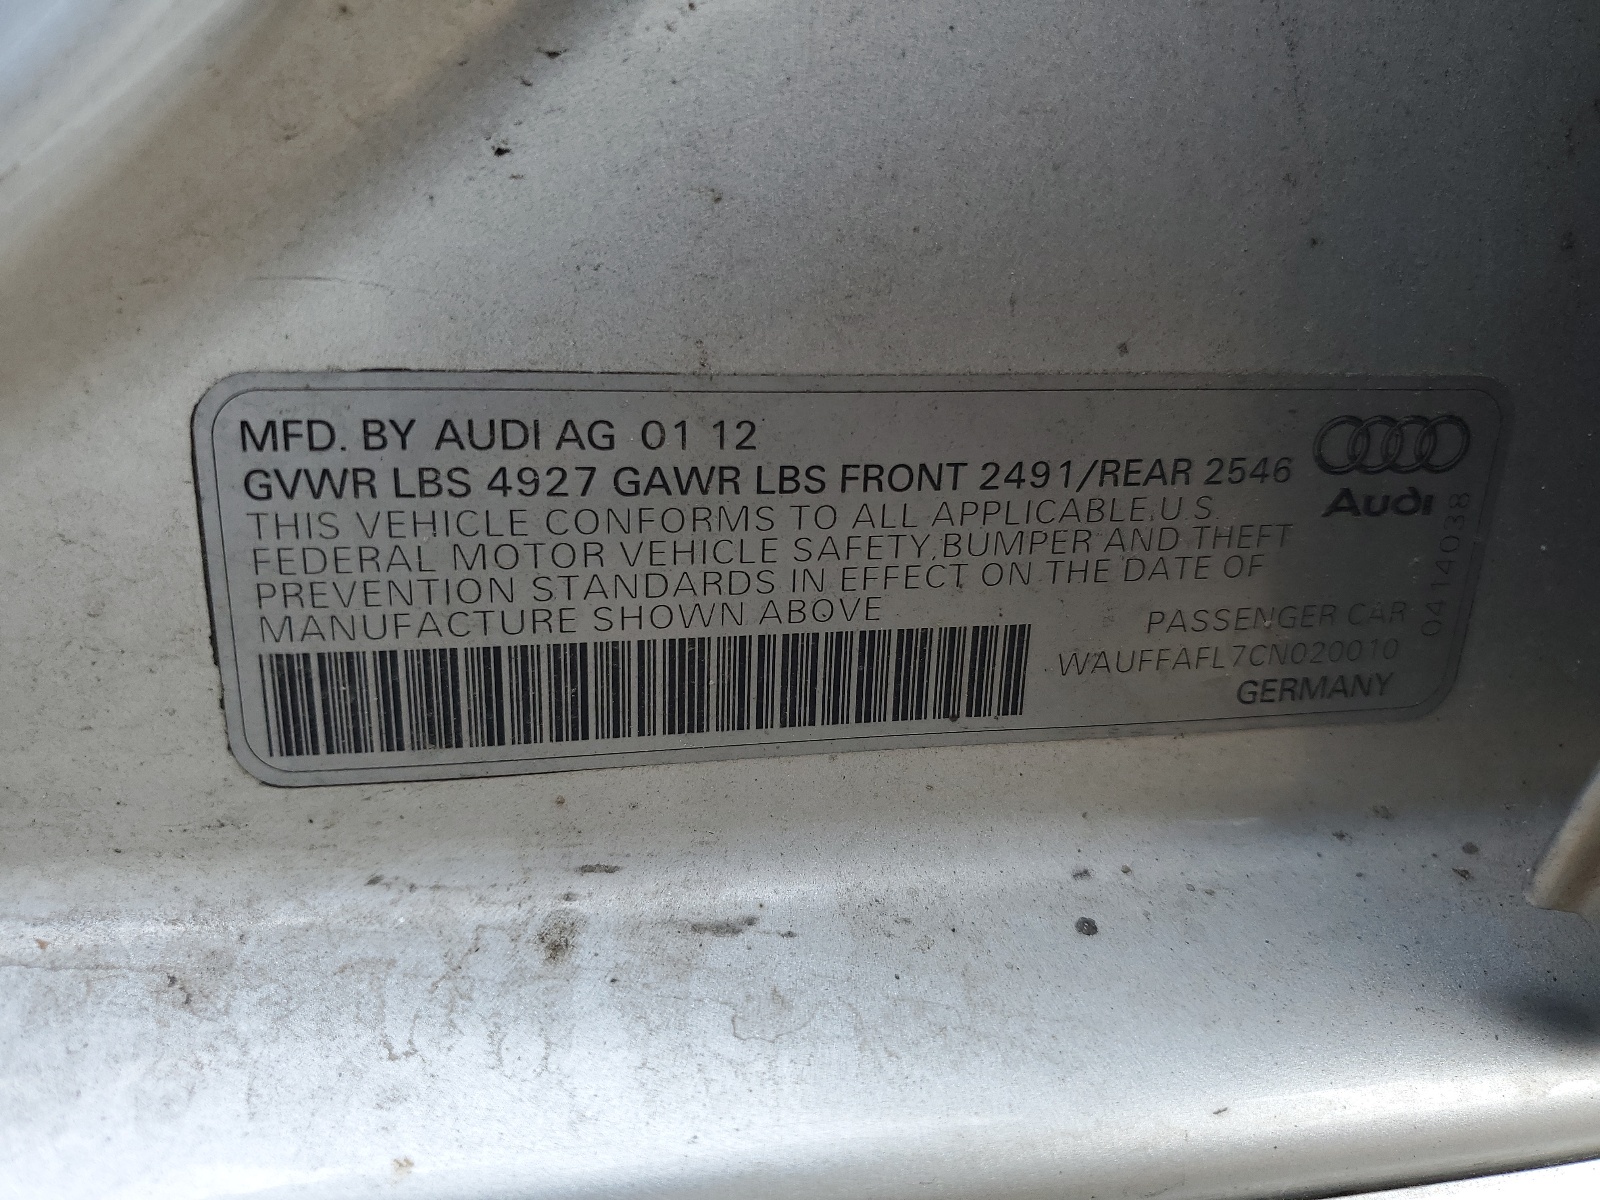 MFD. BY AUDI AG 01 12
GVWR LBS 4927 GAWR LBS FRONT 2491/REAR 2546
THIS VEHICLE CONFORMS TO ALL APPLICABLE U.S.
FEDERAL MOTOR VEHICLE SAFETY, BUMPER AND THEFT
PREVENTION STANDARDS IN EFFECT ON THE DATE OF
MANUFACTURE SHOWN ABOVE
Audi
0414038
PASSENGER CAR
WAUFFAFL7CN020010
GERMANY